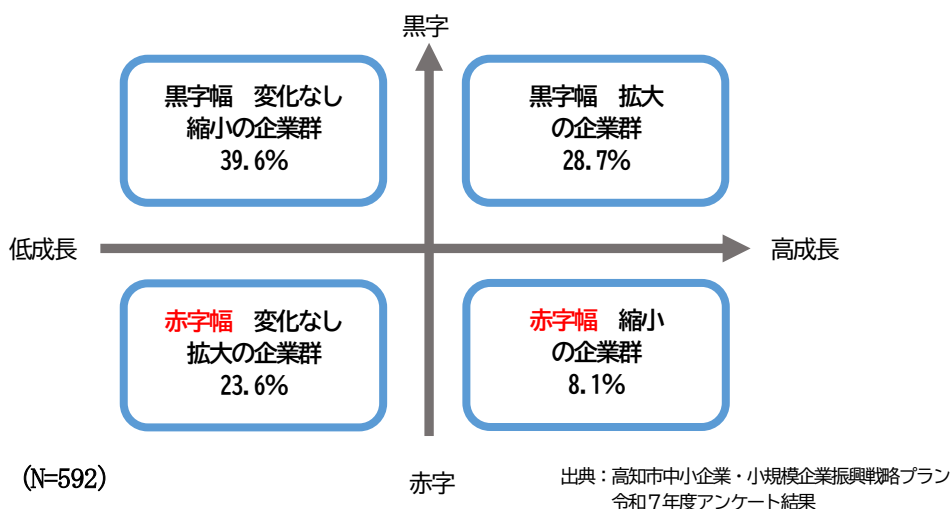 黒字
黒字幅　変化なし
縮小の企業群
39.6%
黒字幅　拡大
の企業群
28.7%
低成長
高成長
赤字幅　変化なし
拡大の企業群
23.6%
赤字幅　縮小
の企業群
8.1%
(N=592)
赤字
出典：高知市中小企業・小規模企業振興戦略プラン
令和７年度アンケート結果